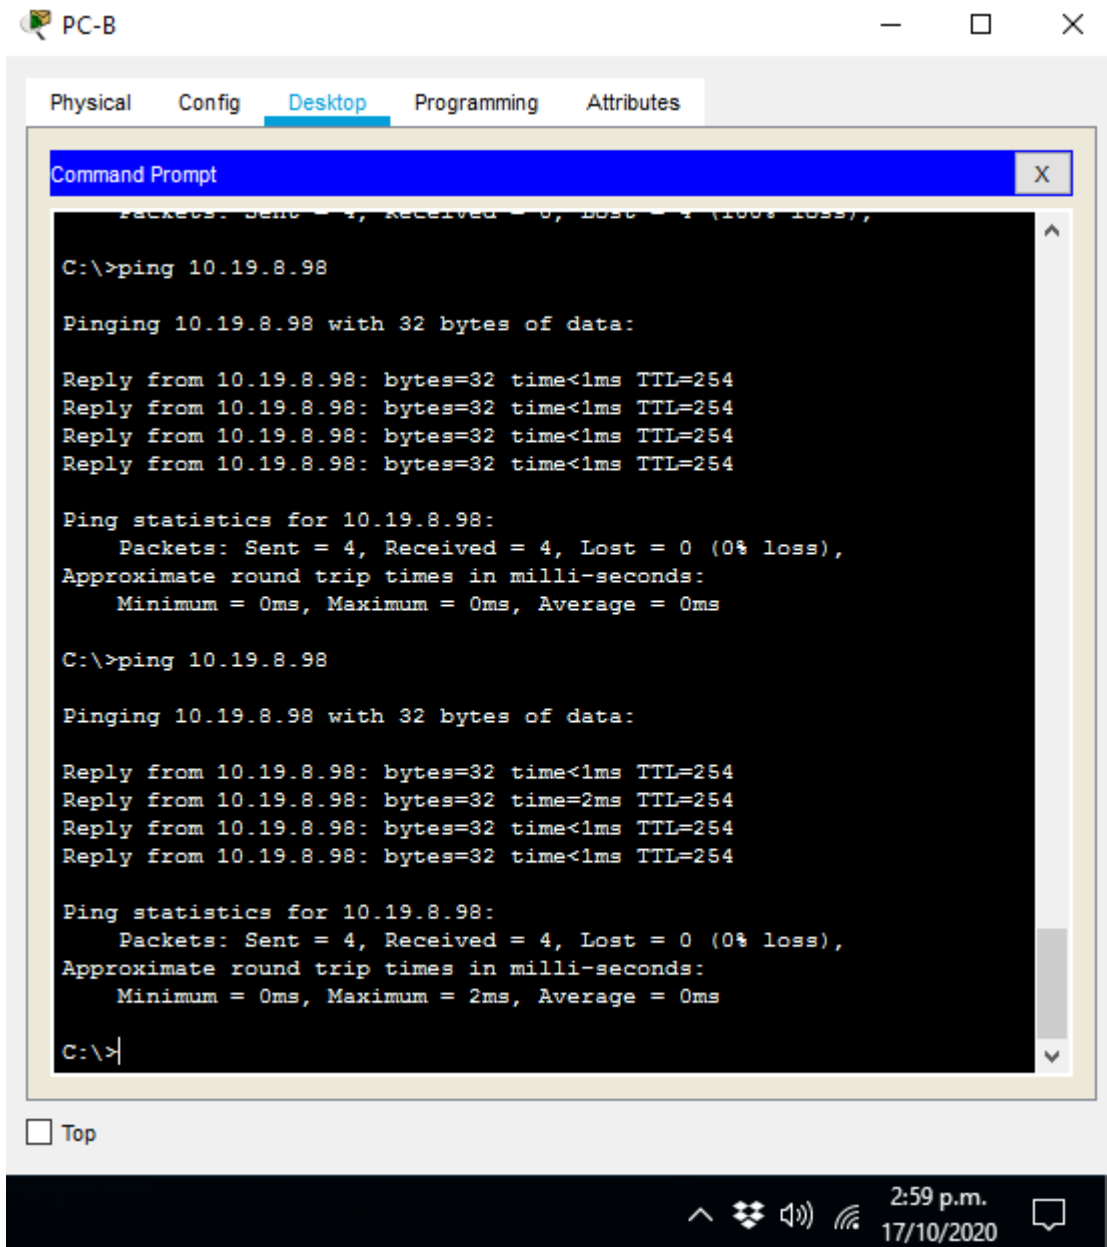 PC-B
Physical Config Desktop Programming Attributes
Command Prompt X
Packets: Sent = 4, Received = 0, Lost = 4 (100% loss),
C:\>ping 10.19.8.98
Pinging 10.19.8.98 with 32 bytes of data:
Reply from 10.19.8.98: bytes=32 time<1ms TTL=254
Reply from 10.19.8.98: bytes=32 time<1ms TTL=254
Reply from 10.19.8.98: bytes=32 time<1ms TTL=254
Reply from 10.19.8.98: bytes=32 time<1ms TTL=254
Ping statistics for 10.19.8.98:
Packets: Sent = 4, Received = 4, Lost = 0 (0% loss),
Approximate round trip times in milli-seconds:
Minimum = 0ms, Maximum = 0ms, Average = 0ms
C:\>ping 10.19.8.98
Pinging 10.19.8.98 with 32 bytes of data:
Reply from 10.19.8.98: bytes=32 time<1ms TTL=254
Reply from 10.19.8.98: bytes=32 time=2ms TTL=254
Reply from 10.19.8.98: bytes=32 time<1ms TTL=254
Reply from 10.19.8.98: bytes=32 time<1ms TTL=254
Ping statistics for 10.19.8.98:
Packets: Sent = 4, Received = 4, Lost = 0 (0% loss),
Approximate round trip times in milli-seconds:
Minimum = 0ms, Maximum = 2ms, Average = 0ms
C:\>
Top
2:59 p.m.
17/10/2020